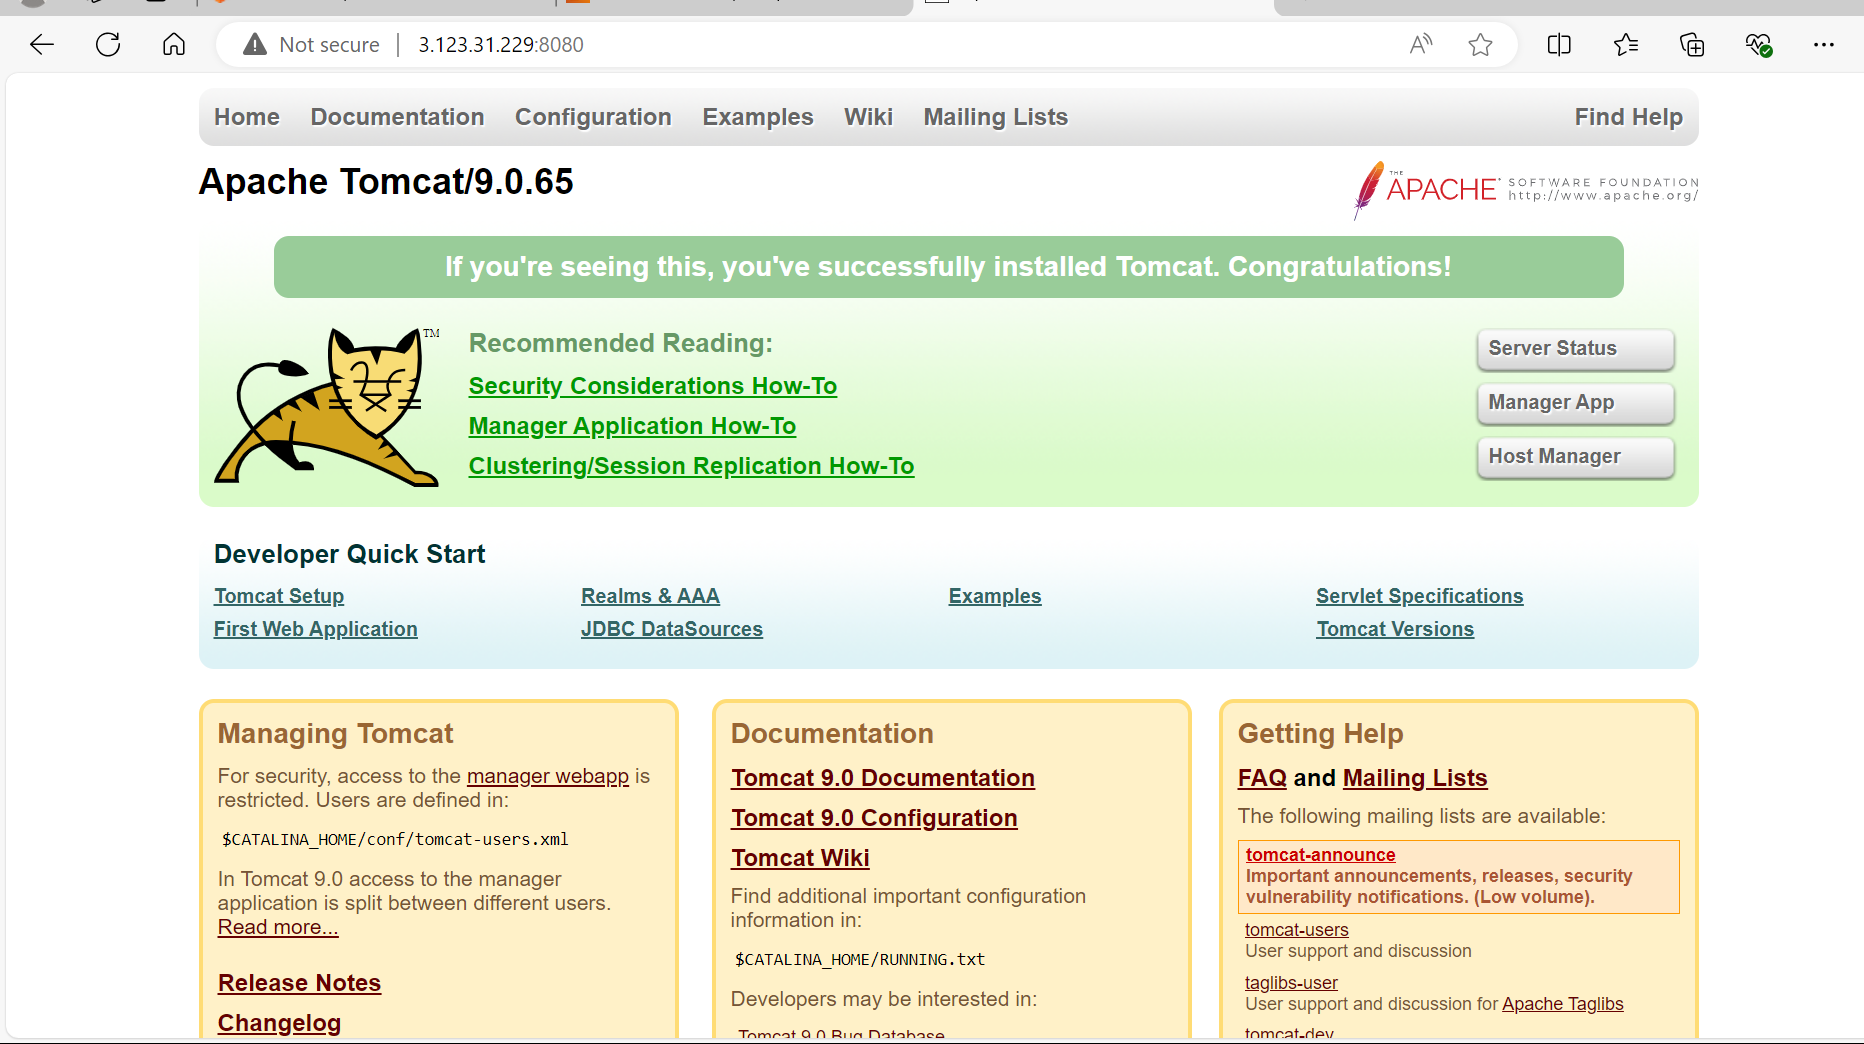 Not secure | 3.123.31.229:8080
Home Documentation Configuration Examples Wiki Mailing Lists Find Help
Apache Tomcat/9.0.65
THE APACHE® SOFTWARE FOUNDATION
http://www.apache.org/
If you're seeing this, you've successfully installed Tomcat. Congratulations!
TM
Recommended Reading:
Security Considerations How-To
Manager Application How-To
Clustering/Session Replication How-To
Server Status
Manager App
Host Manager
Developer Quick Start
Tomcat Setup
First Web Application
Realms & AAA
JDBC DataSources
Examples
Servlet Specifications
Tomcat Versions
Managing Tomcat
For security, access to the manager webapp is
restricted. Users are defined in:
$CATALINA_HOME/conf/tomcat-users.xml
In Tomcat 9.0 access to the manager
application is split between different users.
Read more...
Release Notes
Changelog
Documentation
Tomcat 9.0 Documentation
Tomcat 9.0 Configuration
Tomcat Wiki
Find additional important configuration
information in:
$CATALINA_HOME/RUNNING.txt
Developers may be interested in:
Tomcat 9.0 Bug Database
Getting Help
FAQ and Mailing Lists
The following mailing lists are available:
tomcat-announce
Important announcements, releases, security
vulnerability notifications. (Low volume).
tomcat-users
User support and discussion
taglibs-user
User support and discussion for Apache Taglibs
tomcat-dev